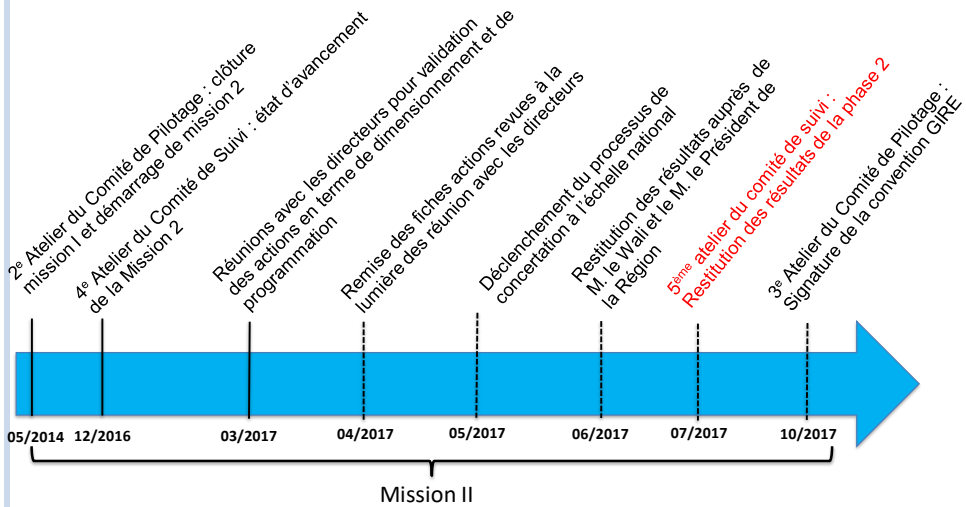 2e Atelier du Comité de Pilotage : clôture
mission I et démarrage de mission 2
4e Atelier du Comité de Suivi : état d'avancement
de la Mission 2
Réunions avec les directeurs pour validation
des actions en terme de dimensionnement et de
programmation
Remise des fiches actions revues à la
lumière des réunion avec les directeurs
Déclenchement du processus de
concertation à l'échelle national
Restitution des résultats auprès de
M. le Wali et le M. le Président de
la Région
5ème atelier du comité de suivi :
Restitution des résultats de la phase 2
3e Atelier du Comité de Pilotage :
Signature de la convention GIRE
05/2014
12/2016
03/2017
04/2017
05/2017
06/2017
07/2017
10/2017
Mission II